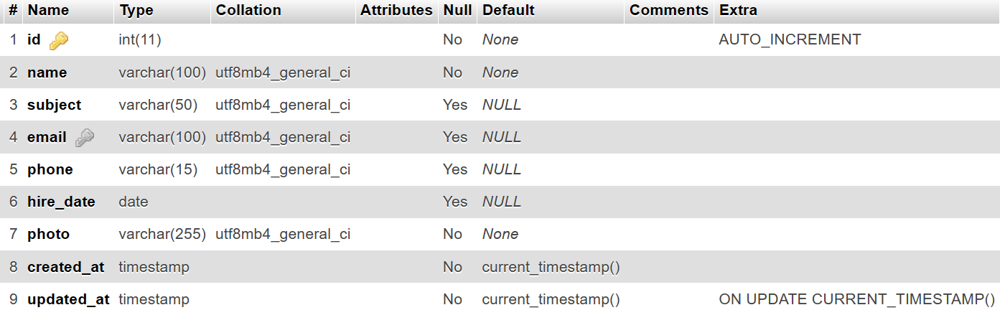 # Name Type Collation Attributes Null Default Comments Extra
1 id int(11) No None AUTO_INCREMENT
2 name varchar(100) utf8mb4_general_ci No None
3 subject varchar(50) utf8mb4_general_ci Yes NULL
4 email varchar(100) utf8mb4_general_ci Yes NULL
5 phone varchar(15) utf8mb4_general_ci Yes NULL
6 hire_date date Yes NULL
7 photo varchar(255) utf8mb4_general_ci No None
8 created_at timestamp No current_timestamp()
9 updated_at timestamp No current_timestamp() ON UPDATE CURRENT_TIMESTAMP()